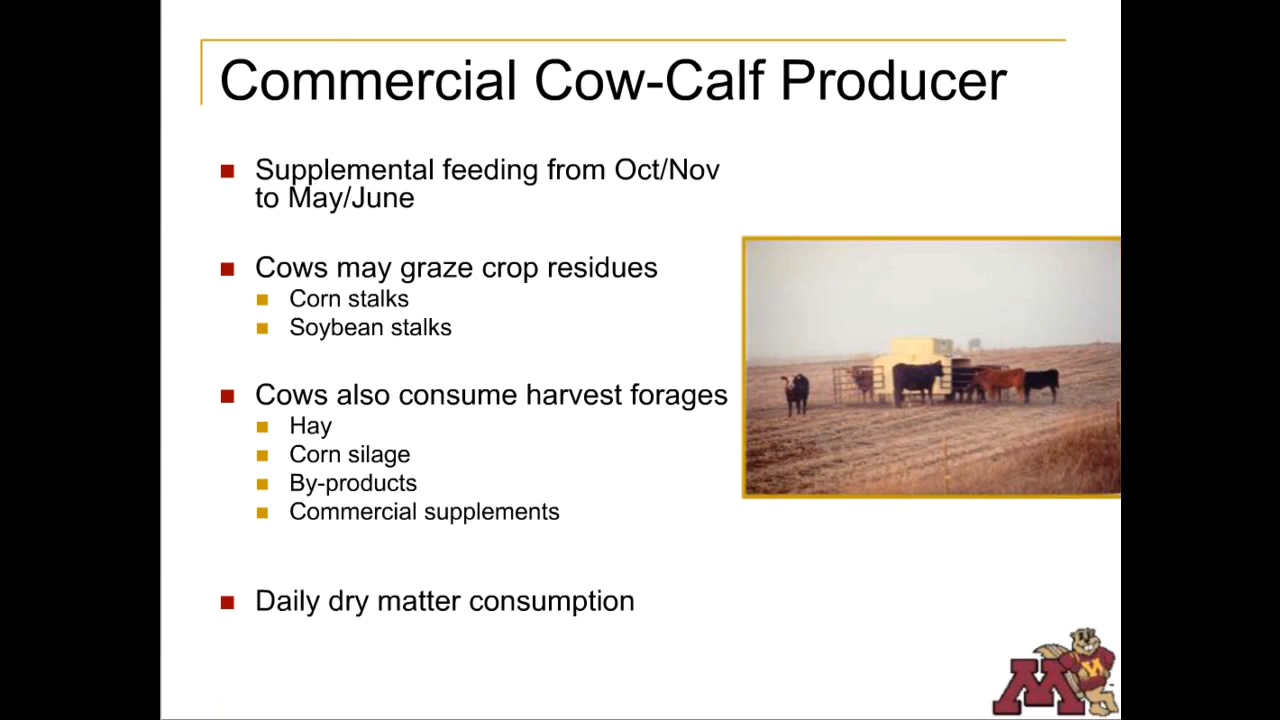 Commercial Cow-Calf Producer
Supplemental feeding from Oct/Nov
to May/June
Cows may graze crop residues
Corn stalks
Soybean stalks
Cows also consume harvest forages
Hay
Corn silage
By-products
Commercial supplements
Daily dry matter consumption
M